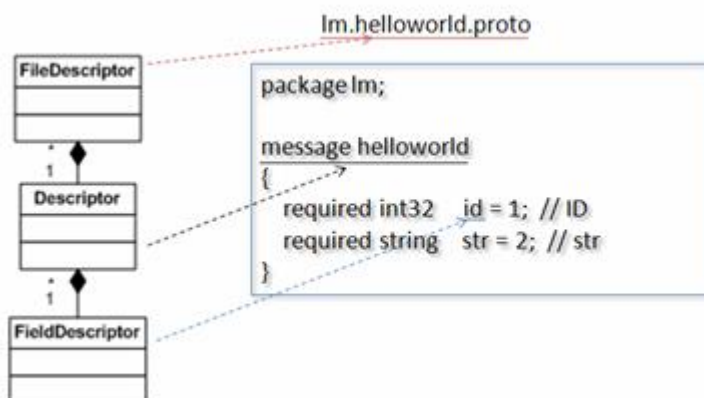 lm.helloworld.proto
FileDescriptor
*
1
Descriptor
*
1
FieldDescriptor
package lm;
message helloworld
{
required int32 id = 1; // ID
required string str = 2; // str
}